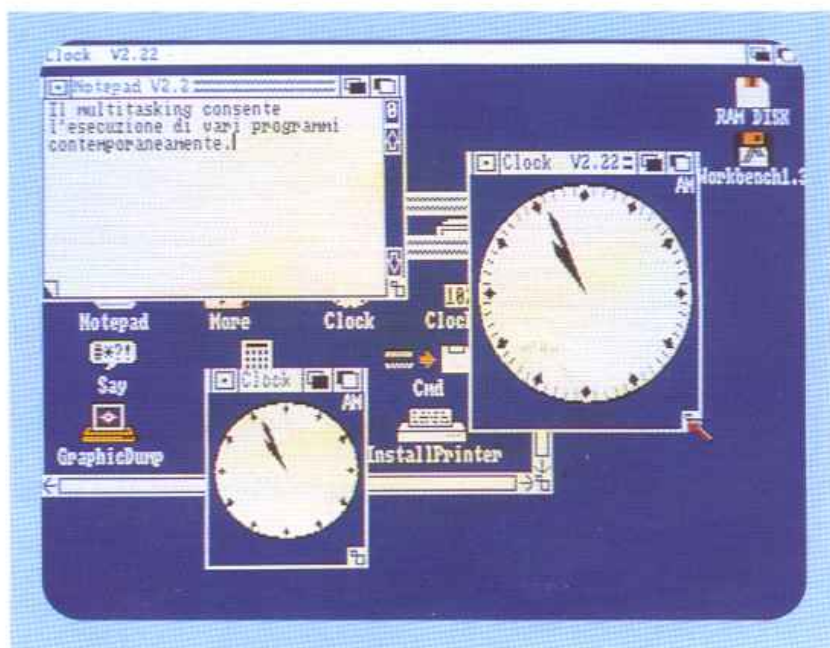 Clock V2.22
Notepad V2.2
Il multitasking consente
l'esecuzione di vari programmi
contemporaneamente.
RAM DISK
Workbench1.3
Clock V2.22
AM
Notepad
More
Clock
Cloc
Say
Cmd
Clock
AM
GraphicDump
InstallPrinter